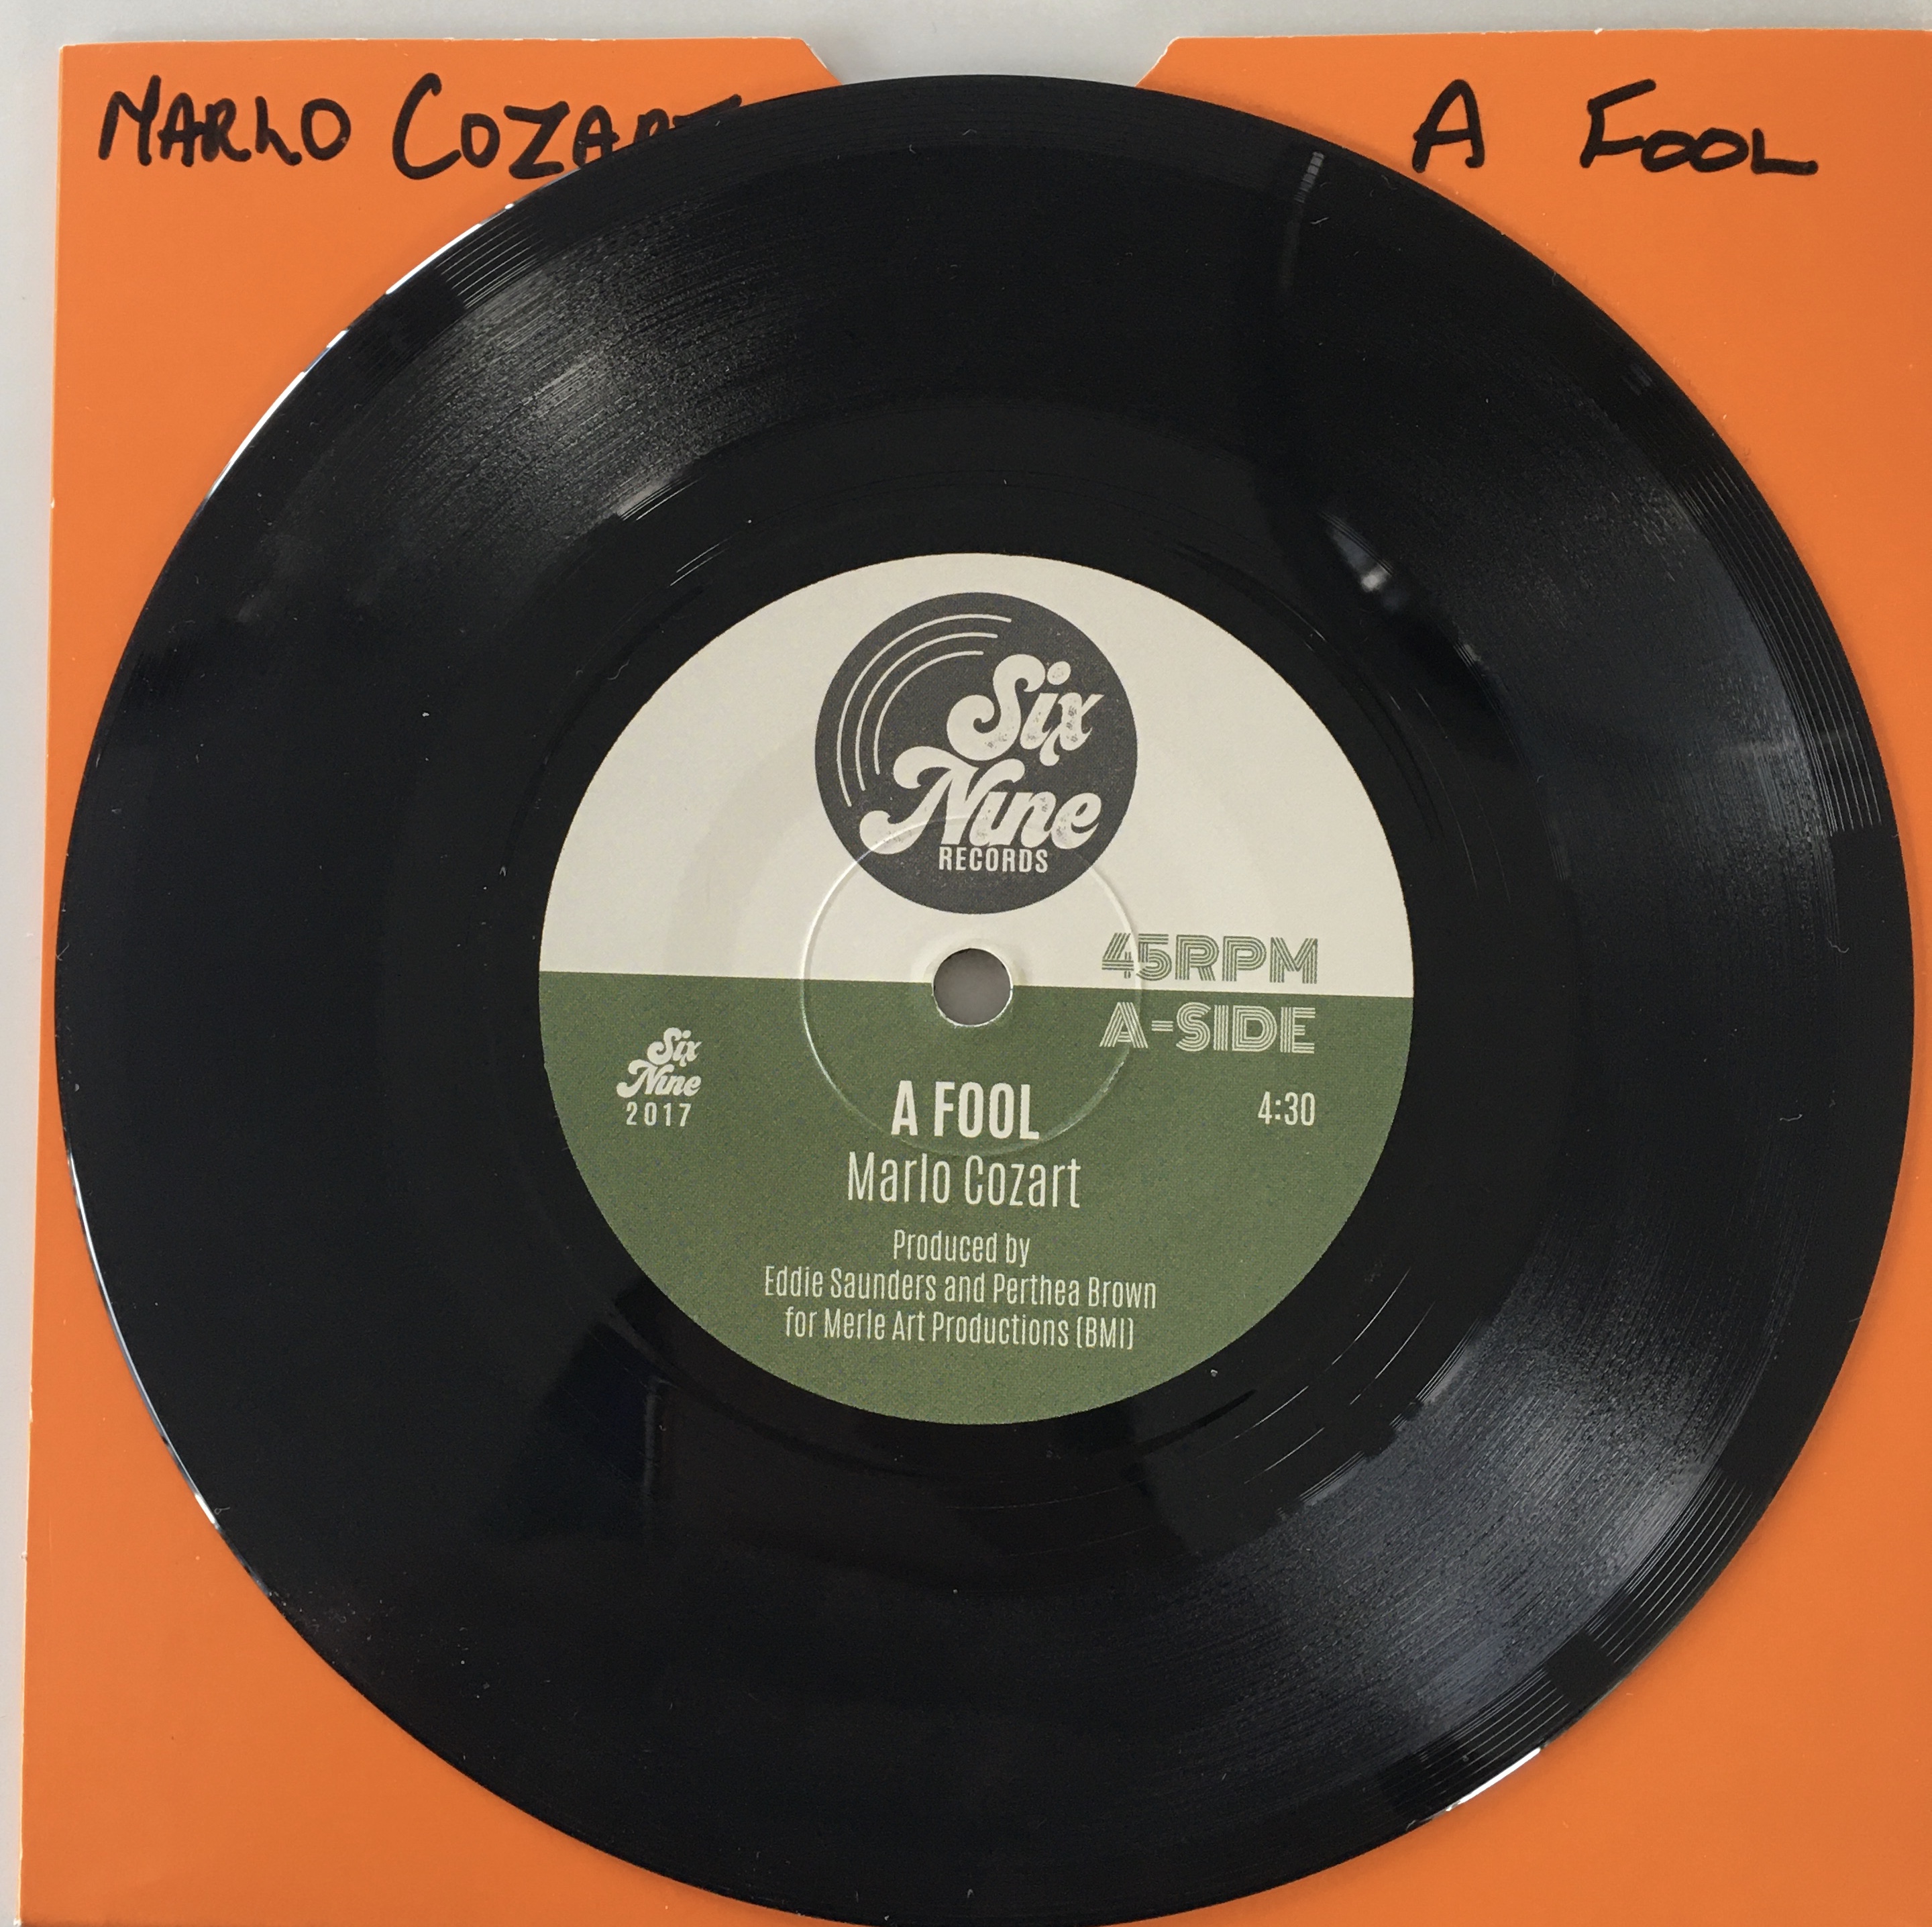 MARLO COZART
A FOOL
Six
Nine
RECORDS
45RPM
A-SIDE
Six
Nine
2017
A FOOL
4:30
Marlo Cozart
Produced by
Eddie Saunders and Perthea Brown
for Merle Art Productions (BMI)